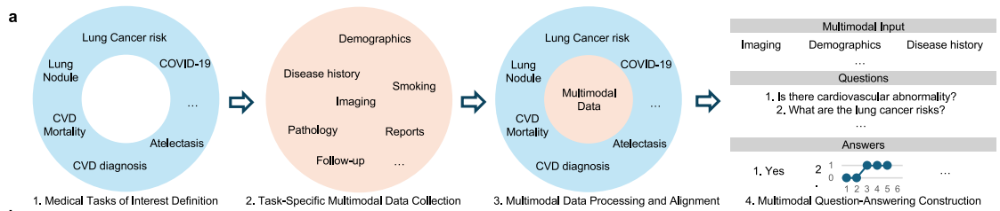 a
Lung Cancer risk
Lung
Nodule
COVID-19
...
CVD
Mortality
Atelectasis
CVD diagnosis
1. Medical Tasks of Interest Definition
Demographics
Disease history
Smoking
Imaging
Pathology
Reports
Follow-up
...
2. Task-Specific Multimodal Data Collection
Lung Cancer risk
Lung
Nodule
COVID-19
Multimodal
Data
...
CVD
Mortality
Atelectasis
CVD diagnosis
3. Multimodal Data Processing and Alignment
Multimodal Input
Imaging Demographics Disease history
...
Questions
1. Is there cardiovascular abnormality?
2. What are the lung cancer risks?
...
Answers
1. Yes
2.
1
0
1 2 3 4 5 6
...
4. Multimodal Question-Answering Construction